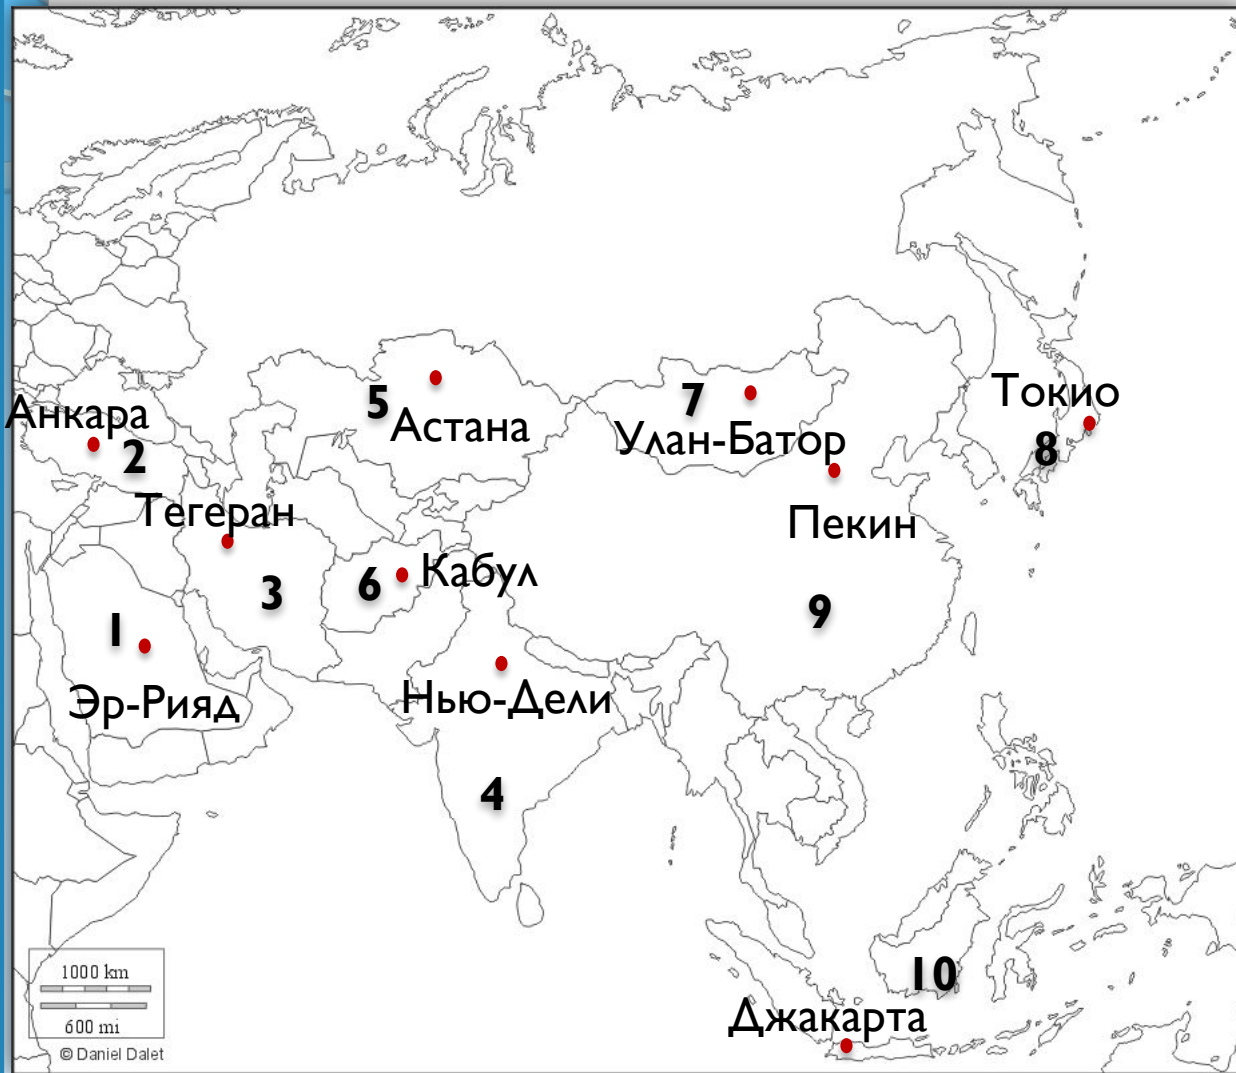 5
7
Токио
Анкара
Астана
Улан-Батор
2
8
Тегеран
Пекин
3
6
Кабул
9
1
Эр-Рияд
Нью-Дели
4
10
Джакарта
1000 km
600 mi
© Daniel Dalet